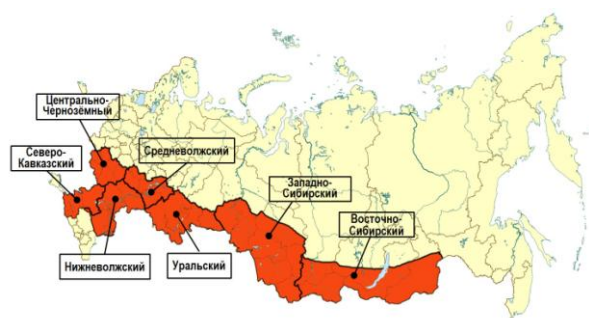 Центрально-
Чернозёмный
Северо-
Кавказский
Средневолжский
Западно-
Сибирский
Восточно-
Сибирский
Нижневолжский
Уральский